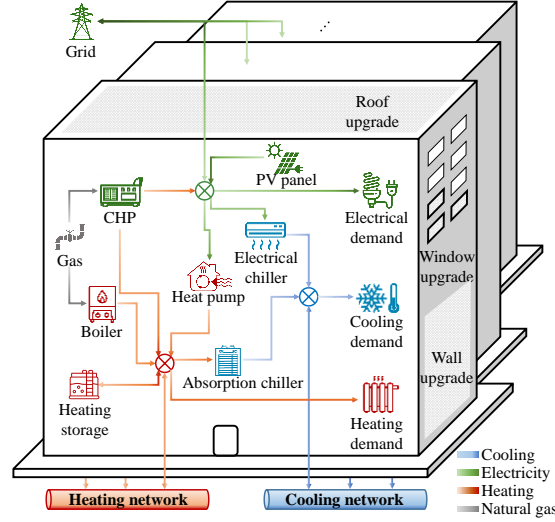 Grid
Roof
upgrade
PV panel
CHP
Electrical
demand
Gas
Electrical
chiller
Window
upgrade
Heat pump
Boiler
Cooling
demand
Wall
upgrade
Absorption chiller
Heating
storage
Heating
demand
Cooling
Electricity
Heating
Natural gas
Heating network
Cooling network